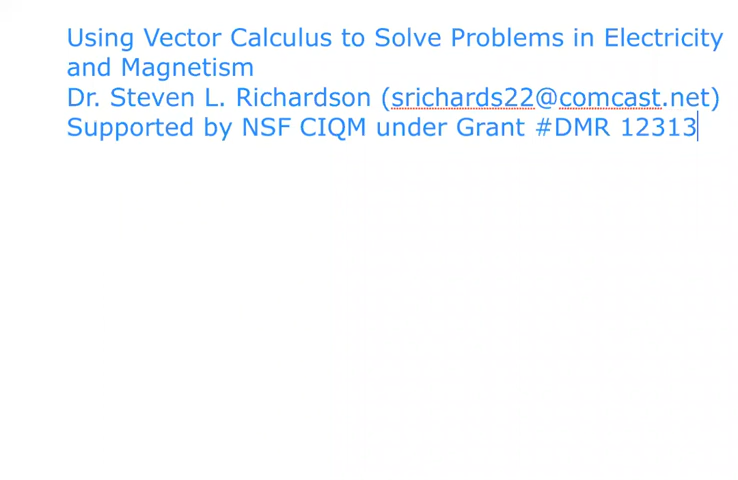 Using Vector Calculus to Solve Problems in Electricity
and Magnetism
Dr. Steven L. Richardson (srichards22@comcast.net)
Supported by NSF CIQM under Grant #DMR 12313